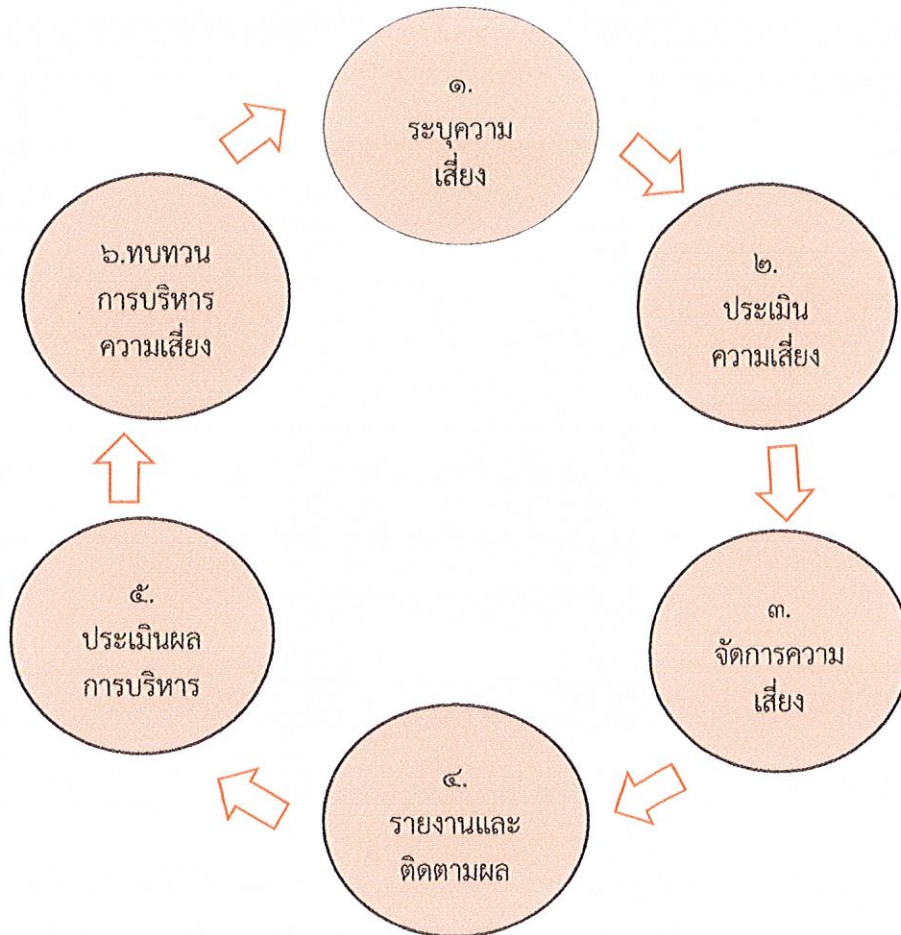 ๑.
ระบุความ
เสี่ยง
๒.
ประเมิน
ความเสี่ยง
๓.
จัดการความ
เสี่ยง
๔.
รายงานและ
ติดตามผล
๕.
ประเมินผล
การบริหาร
๖.ทบทวน
การบริหาร
ความเสี่ยง